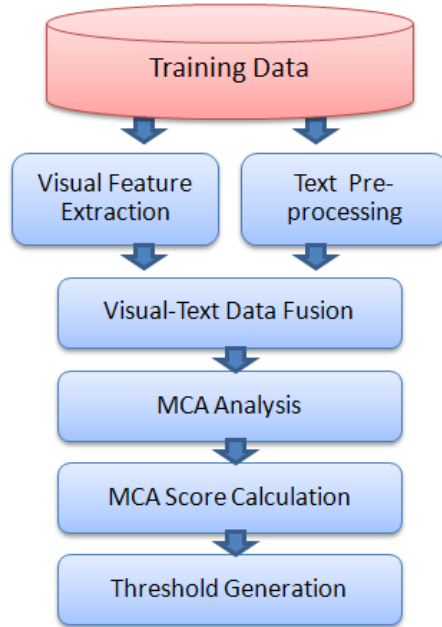 Training Data
Visual Feature
Extraction
Text Pre-
processing
Visual-Text Data Fusion
MCA Analysis
MCA Score Calculation
Threshold Generation